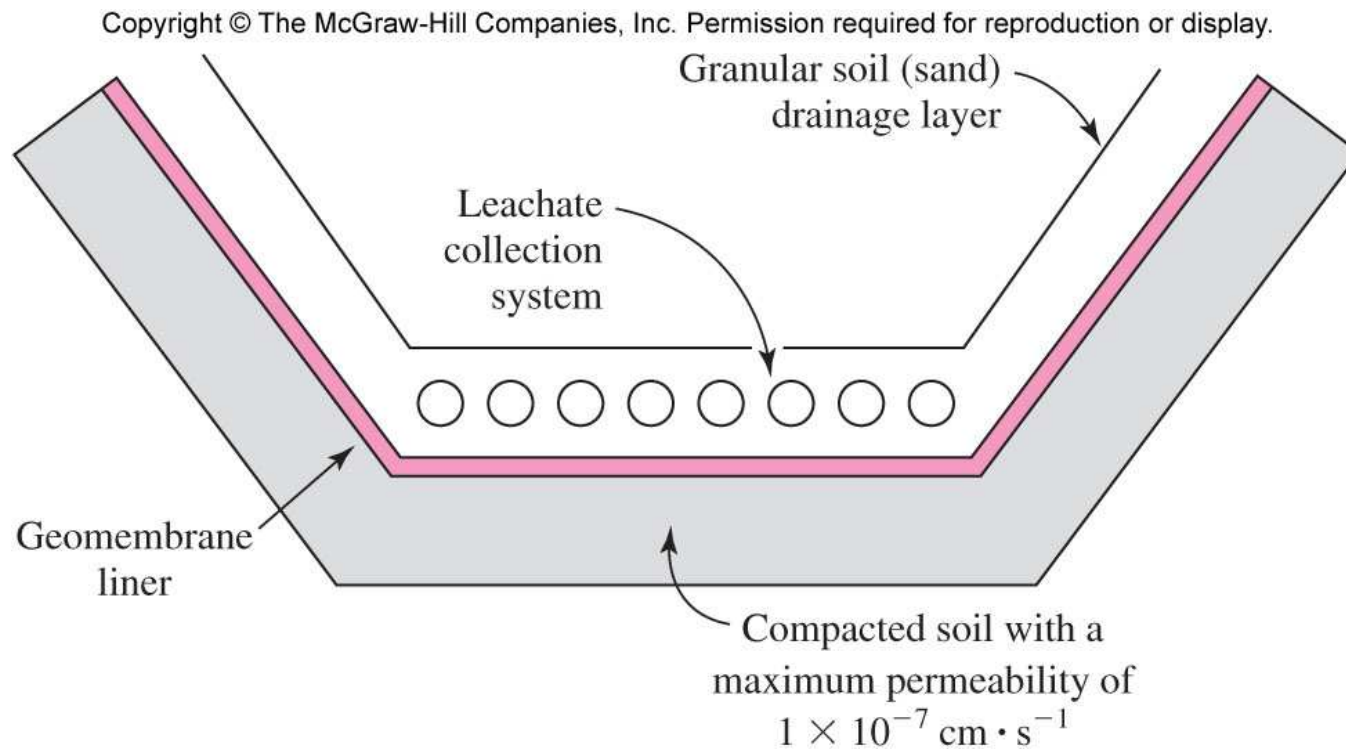 Copyright © The McGraw-Hill Companies, Inc. Permission required for reproduction or display.
Granular soil (sand)
drainage layer
Leachate
collection
system
Geomembrane
liner
Compacted soil with a
maximum permeability of
1 × 10⁻⁷ cm · s⁻¹